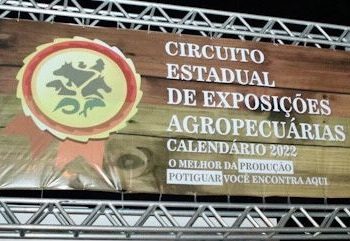 CIRCUITO
ESTADUAL
DE EXPOSIÇÕES
AGROPECUÁRIAS
CALENDÁRIO 2022
O MELHOR DA PRODUÇÃO
POTIGUAR VOCÊ ENCONTRA AQUI